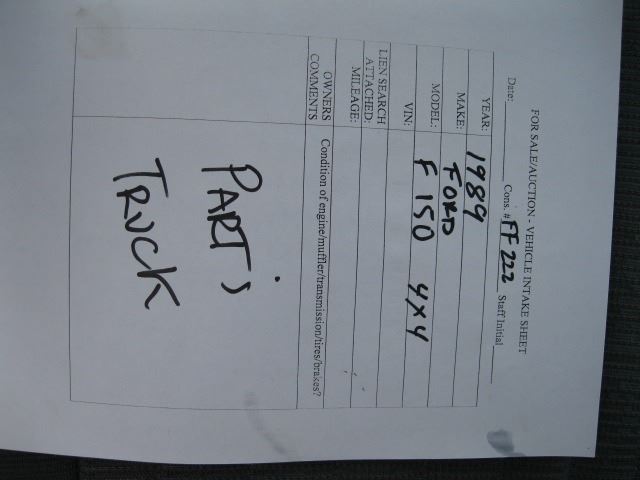 FOR SALE/AUCTION - VEHICLE INTAKE SHEET
Date: Cons. # FF 222 Staff Initial
YEAR: 1989
MAKE: FORD
MODEL: F 150 4x4
VIN:
LIEN SEARCH
ATTACHED:
MILEAGE:
OWNERS
COMMENTS
Condition of engine/muffler/transmission/tires/brakes?
PART'S
TRUCK